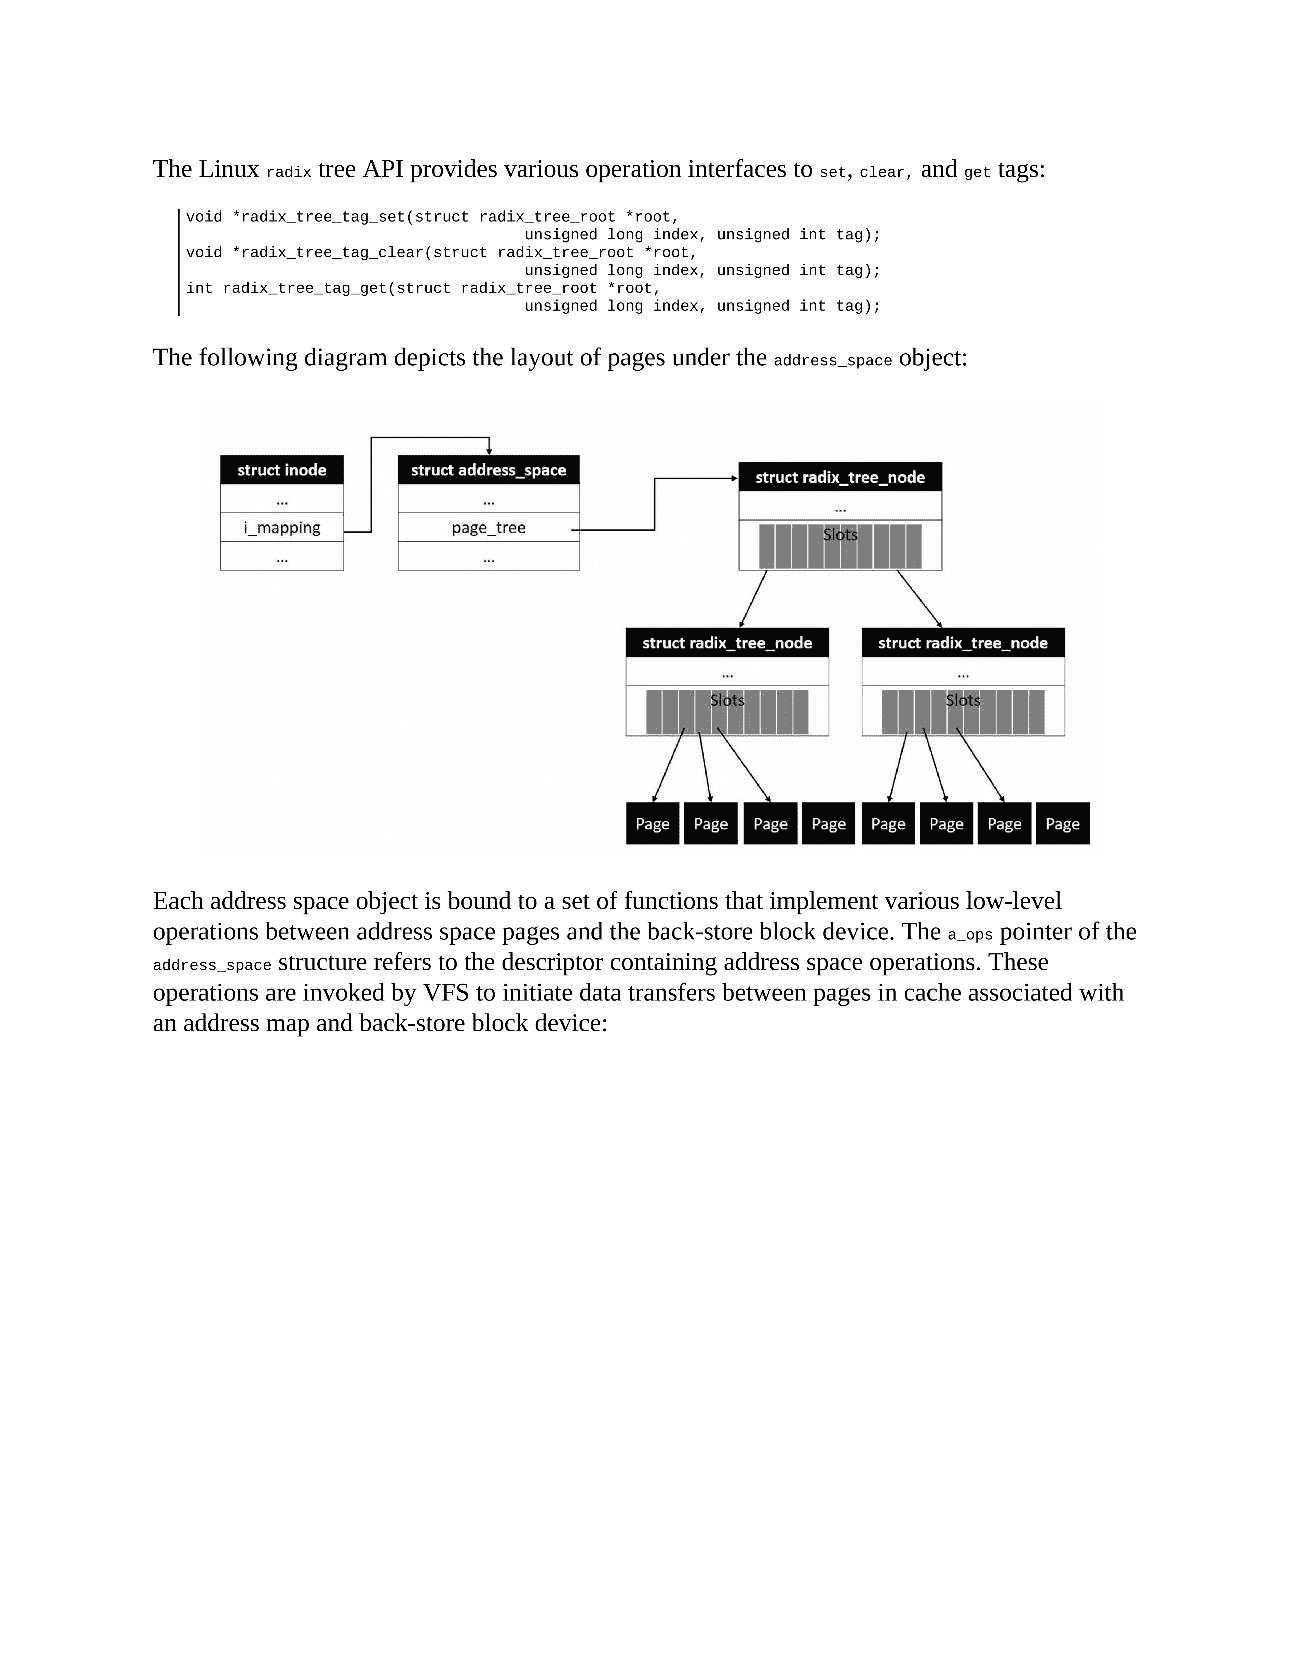 The Linux radix tree API provides various operation interfaces to set, clear, and get tags:
void *radix_tree_tag_set(struct radix_tree_root *root,
unsigned long index, unsigned int tag);
void *radix_tree_tag_clear(struct radix_tree_root *root,
unsigned long index, unsigned int tag);
int radix_tree_tag_get(struct radix_tree_root *root,
unsigned long index, unsigned int tag);
The following diagram depicts the layout of pages under the address_space object:
struct inode
...
i_mapping
...
struct address_space
...
page_tree
...
struct radix_tree_node
...
Slots
struct radix_tree_node
...
Slots
struct radix_tree_node
...
Slots
Page Page Page Page Page Page Page Page
Each address space object is bound to a set of functions that implement various low-level
operations between address space pages and the back-store block device. The a_ops pointer of the
address_space structure refers to the descriptor containing address space operations. These
operations are invoked by VFS to initiate data transfers between pages in cache associated with
an address map and back-store block device: